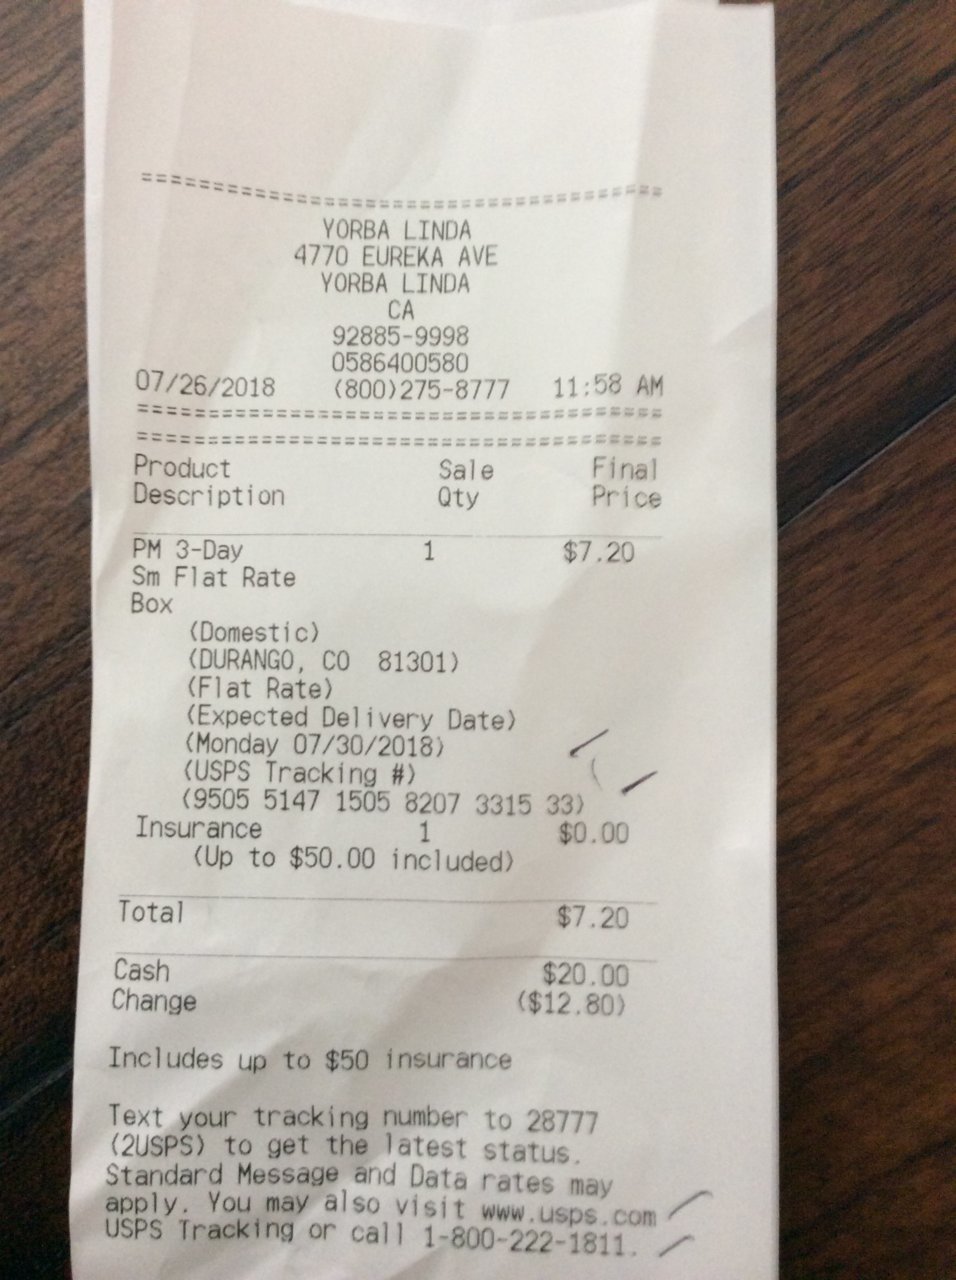 ========================================
YORBA LINDA
4770 EUREKA AVE
YORBA LINDA
CA
92885-9998
0586400580
07/26/2018 (800)275-8777 11:58 AM
========================================
========================================
Product Sale Final
Description Qty Price
PM 3-Day 1 $7.20
Sm Flat Rate
Box
(Domestic)
(DURANGO, CO 81301)
(Flat Rate)
(Expected Delivery Date)
(Monday 07/30/2018)
(USPS Tracking #)
(9505 5147 1505 8207 3315 33)
Insurance 1 $0.00
(Up to $50.00 included)
Total $7.20
Cash $20.00
Change ($12.80)
Includes up to $50 insurance
Text your tracking number to 28777
(2USPS) to get the latest status.
Standard Message and Data rates may
apply. You may also visit www.usps.com
USPS Tracking or call 1-800-222-1811.